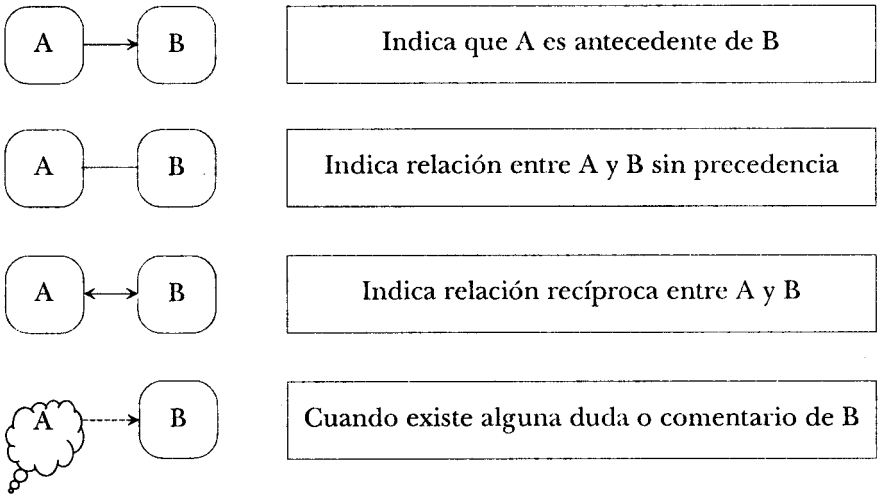 A B Indica que A es antecedente de B
A B Indica relación entre A y B sin precedencia
A B Indica relación recíproca entre A y B
A B Cuando existe alguna duda o comentario de B